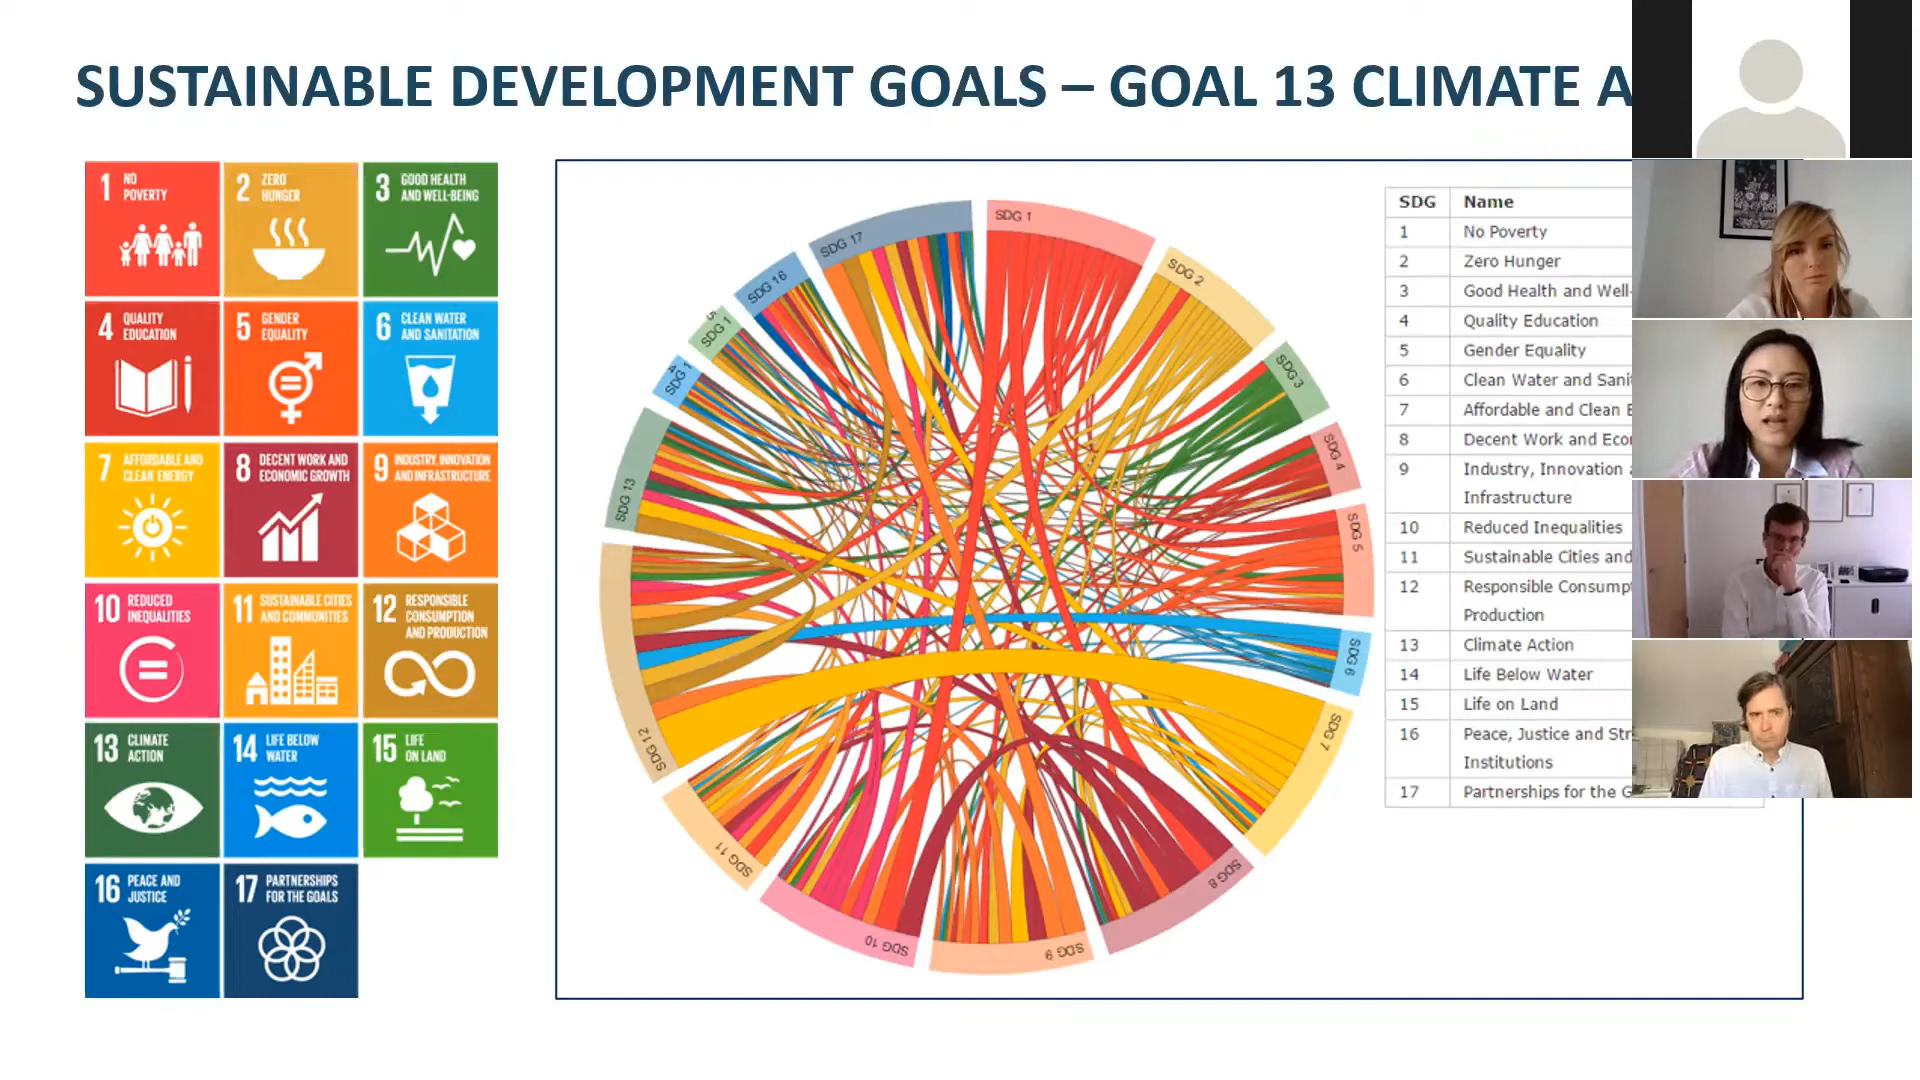 SUSTAINABLE DEVELOPMENT GOALS – GOAL 13 CLIMATE A
1 NO
POVERTY
2 ZERO
HUNGER
3 GOOD HEALTH
AND WELL-BEING
4 QUALITY
EDUCATION
5 GENDER
EQUALITY
6 CLEAN WATER
AND SANITATION
7 AFFORDABLE AND
CLEAN ENERGY
8 DECENT WORK AND
ECONOMIC GROWTH
9 INDUSTRY, INNOVATION
AND INFRASTRUCTURE
10 REDUCED
INEQUALITIES
11 SUSTAINABLE CITIES
AND COMMUNITIES
12 RESPONSIBLE
CONSUMPTION
AND PRODUCTION
13 CLIMATE
ACTION
14 LIFE BELOW
WATER
15 LIFE
ON LAND
16 PEACE AND
JUSTICE
17 PARTNERSHIPS
FOR THE GOALS
SDG 1
SDG 2
SDG 3
SDG 4
SDG 5
SDG 6
SDG 7
SDG 8
SDG 9
SDG 10
SDG 11
SDG 12
SDG 13
SDG 1
4
SDG 1
5
SDG 16
SDG 17
SDG Name
1 No Poverty
2 Zero Hunger
3 Good Health and Well-
4 Quality Education
5 Gender Equality
6 Clean Water and Sanit
7 Affordable and Clean E
8 Decent Work and Econ
9 Industry, Innovation a
Infrastructure
10 Reduced Inequalities
11 Sustainable Cities and
12 Responsible Consumpt
Production
13 Climate Action
14 Life Below Water
15 Life on Land
16 Peace, Justice and Str
Institutions
17 Partnerships for the G